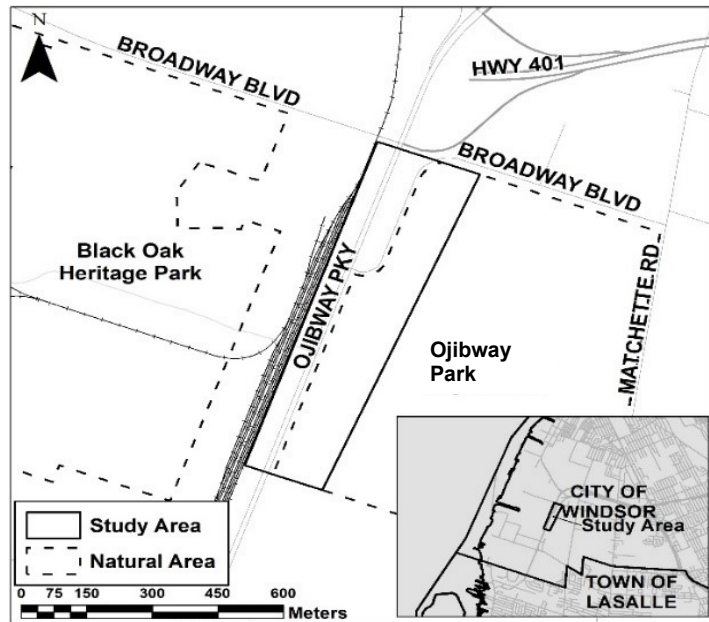 N
BROADWAY BLVD
HWY 401
BROADWAY BLVD
Black Oak
Heritage Park
OJIBWAY PKY
MATCHETTE RD
Ojibway
Park
Study Area
Natural Area
0 75 150 300 450 600
Meters
CITY OF
WINDSOR
Study Area
TOWN OF
LASALLE